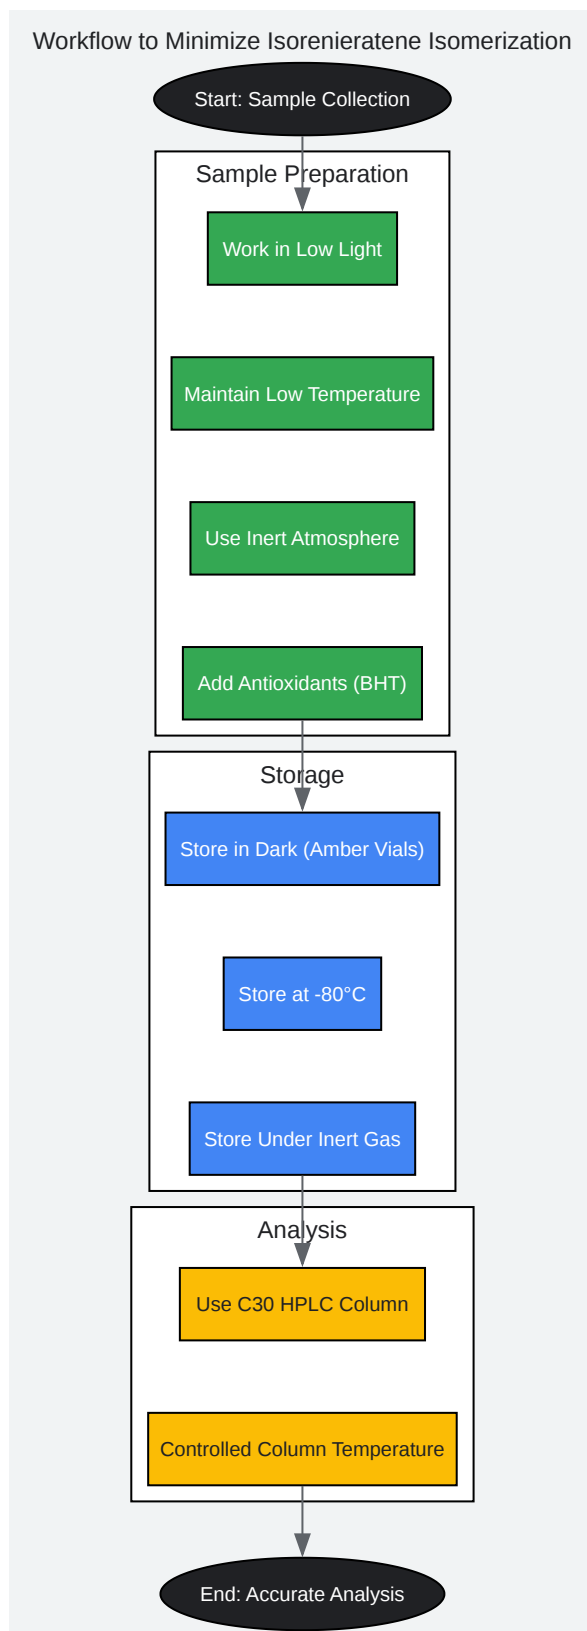 Workflow to Minimize Isorenieratene Isomerization
Start: Sample Collection
Sample Preparation
Work in Low Light
Maintain Low Temperature
Use Inert Atmosphere
Add Antioxidants (BHT)
Storage
Store in Dark (Amber Vials)
Store at -80°C
Store Under Inert Gas
Analysis
Use C30 HPLC Column
Controlled Column Temperature
End: Accurate Analysis